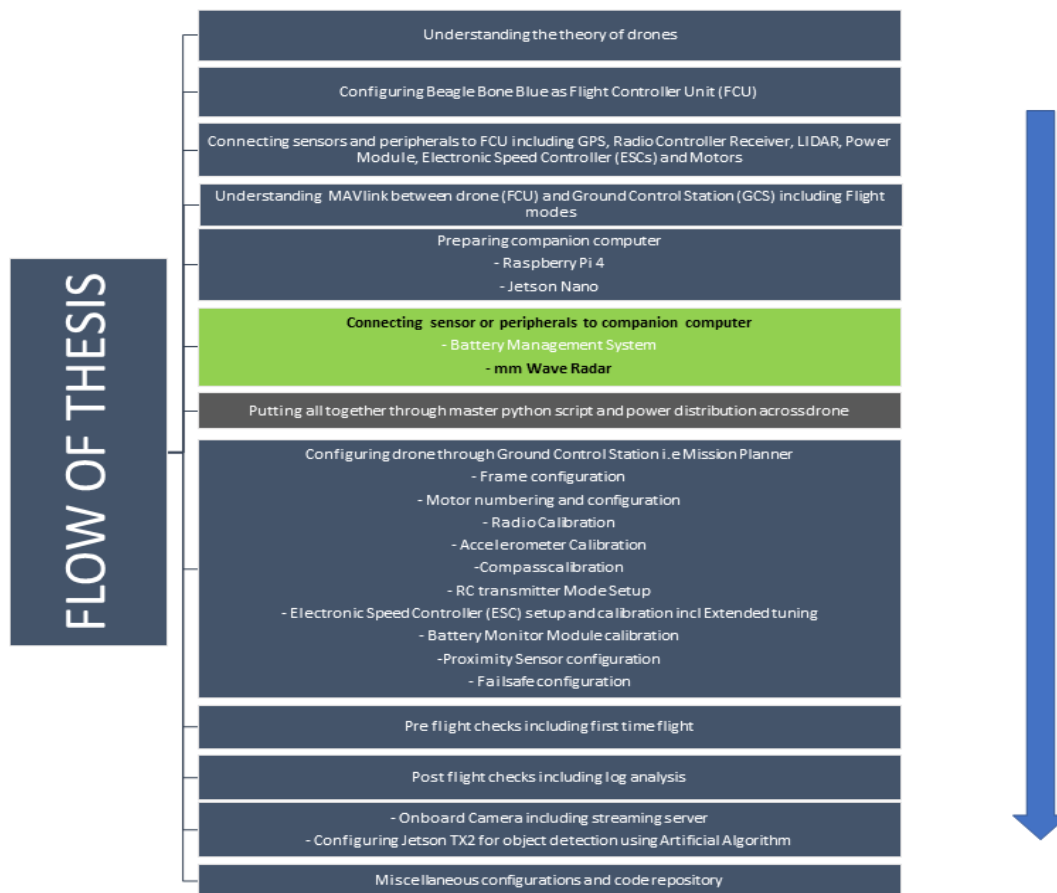 FLOW OF THESIS
Understanding the theory of drones
Configuring Beagle Bone Blue as Flight Controller Unit (FCU)
Connecting sensors and peripherals to FCU including GPS, Radio Controller Receiver, LIDAR, Power
Module, Electronic Speed Controller (ESCs) and Motors
Understanding MAVlink between drone (FCU) and Ground Control Station (GCS) including Flight
modes
Preparing companion computer
- Raspberry Pi 4
- Jetson Nano
Connecting sensor or peripherals to companion computer
- Battery Management System
- mm Wave Radar
Putting all together through master python script and power distribution across drone
Configuring drone through Ground Control Station i.e Mission Planner
- Frame configuration
- Motor numbering and configuration
- Radio Calibration
- Accelerometer Calibration
-Compass calibration
- RC transmitter Mode Setup
- Electronic Speed Controller (ESC) setup and calibration incl Extended tuning
- Battery Monitor Module calibration
-Proximity Sensor configuration
- Failsafe configuration
Pre flight checks including first time flight
Post flight checks including log analysis
- Onboard Camera including streaming server
- Configuring Jetson TX2 for object detection using Artificial Algorithm
Miscellaneous configurations and code repository